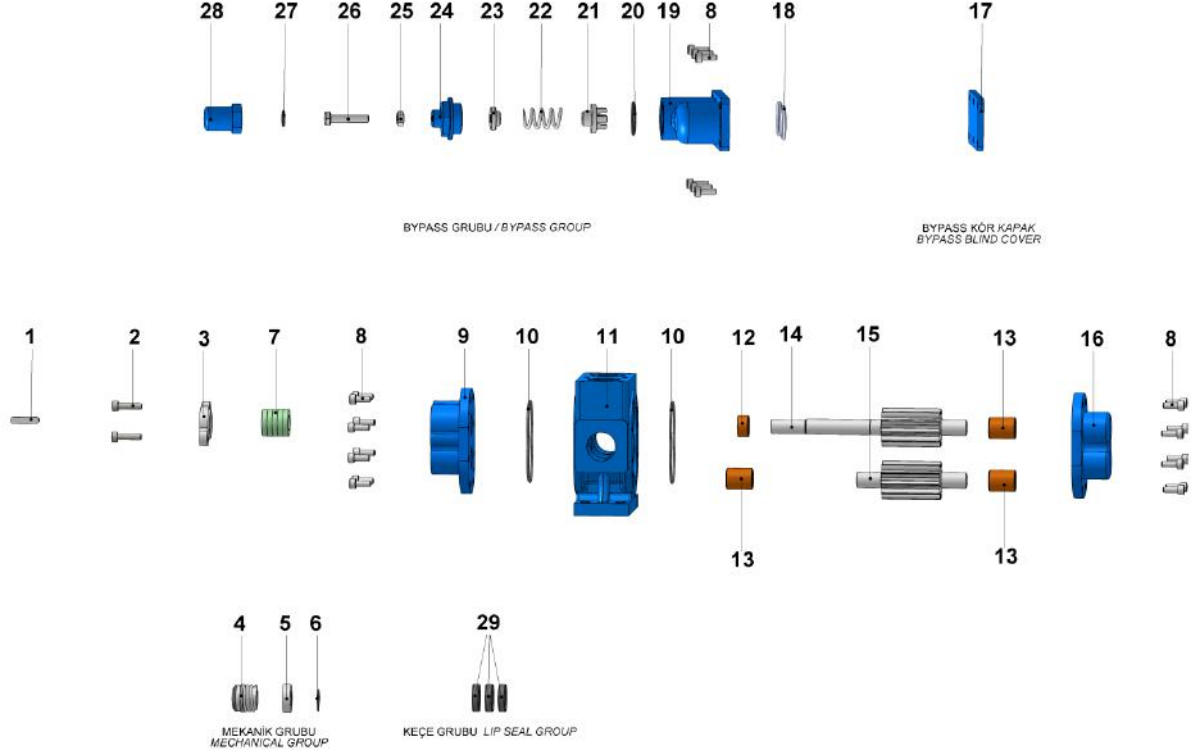 28 27 26 25 24 23 22 21 20 19 8 18 17
BYPASS GRUBU / BYPASS GROUP
BYPASS KÖR KAPAK
BYPASS BLIND COVER
1 2 3 7 8 9 10 11 10 12 14 15 13 16 8
13 13
4 5 6 29
MEKANİK GRUBU
MECHANICAL GROUP
KEÇE GRUBU LIP SEAL GROUP